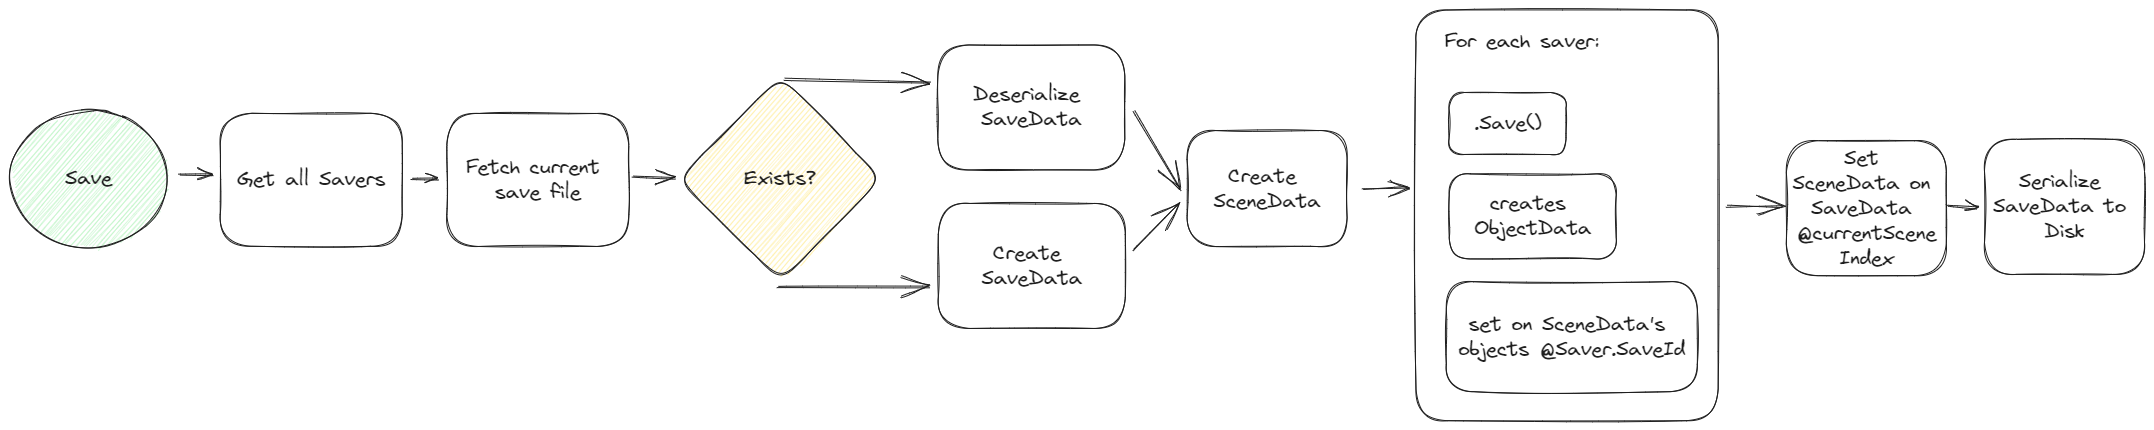 Save
Get all Savers
Fetch current
save file
Exists?
Deserialize
SaveData
Create
SaveData
Create
SceneData
For each saver:
.Save()
creates
ObjectData
set on SceneData's
objects @Saver.SaveId
Set
SceneData on
SaveData
@currentScene
Index
Serialize
SaveData to
Disk